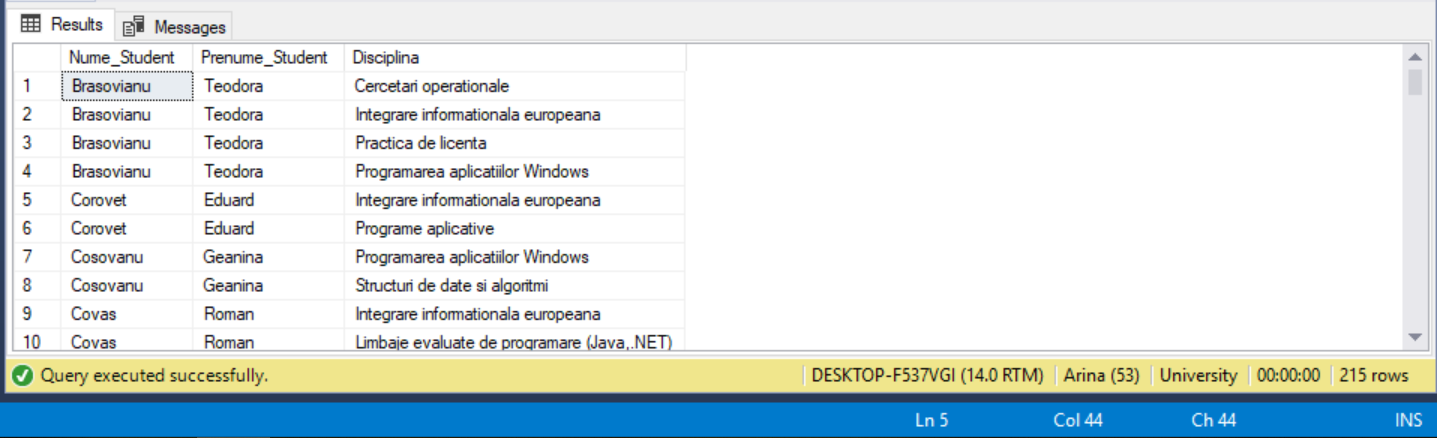 Results Messages
Nume_Student Prenume_Student Disciplina
1 Brasovianu Teodora Cercetari operationale
2 Brasovianu Teodora Integrare informationala europeana
3 Brasovianu Teodora Practica de licenta
4 Brasovianu Teodora Programarea aplicatiilor Windows
5 Corovet Eduard Integrare informationala europeana
6 Corovet Eduard Programe aplicative
7 Cosovanu Geanina Programarea aplicatiilor Windows
8 Cosovanu Geanina Structuri de date si algoritmi
9 Covas Roman Integrare informationala europeana
10 Covas Roman Limbaje evaluate de programare (Java,.NET)
Query executed successfully. DESKTOP-F537VGI (14.0 RTM) Arina (53) University 00:00:00 215 rows
Ln 5 Col 44 Ch 44 INS